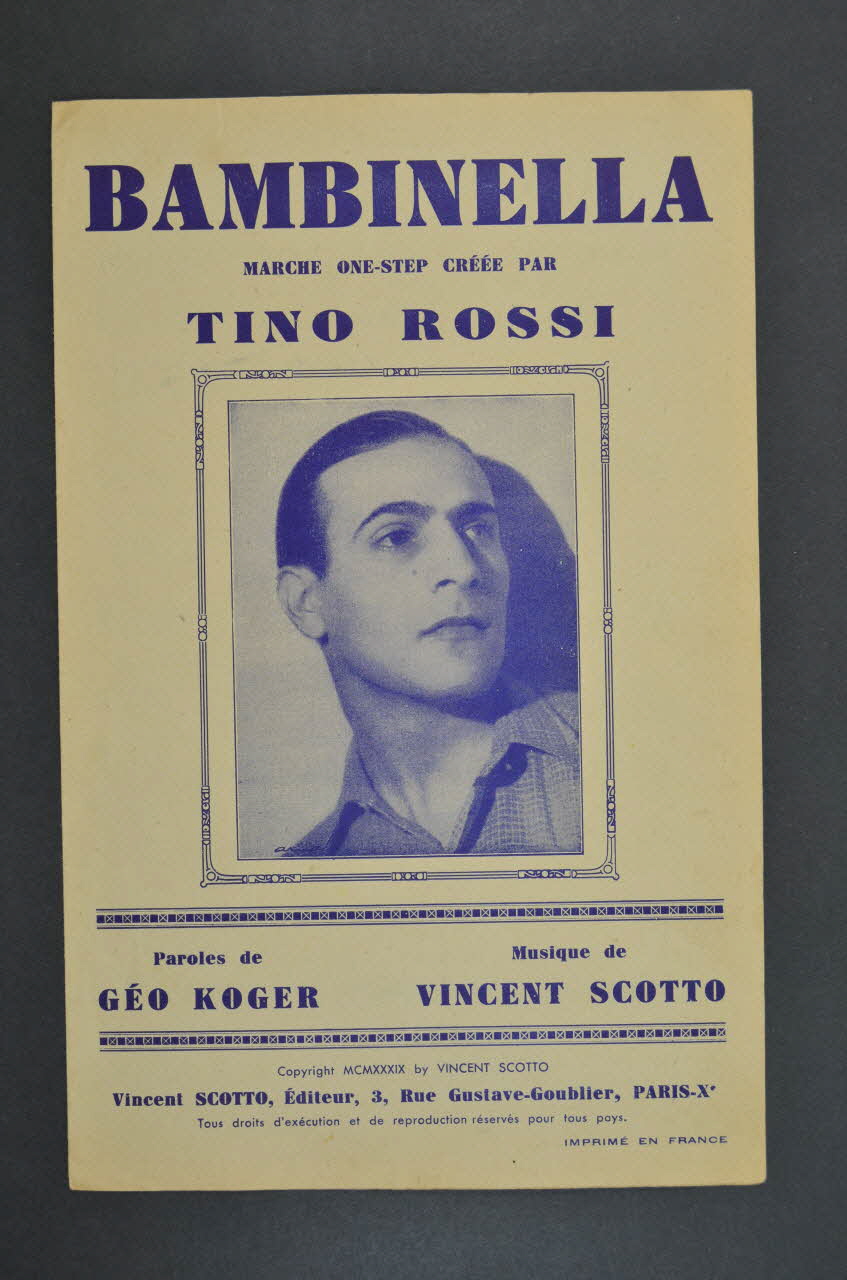 BAMBINELLA
MARCHE ONE-STEP CRÉÉE PAR
TINO ROSSI
Paroles de
GÉO KOGER
Musique de
VINCENT SCOTTO
Copyright MCMXXXIX by VINCENT SCOTTO
Vincent SCOTTO, Éditeur, 3, Rue Gustave-Goublier, PARIS-Xe
Tous droits d'exécution et de reproduction réservés pour tous pays.
IMPRIMÉ EN FRANCE